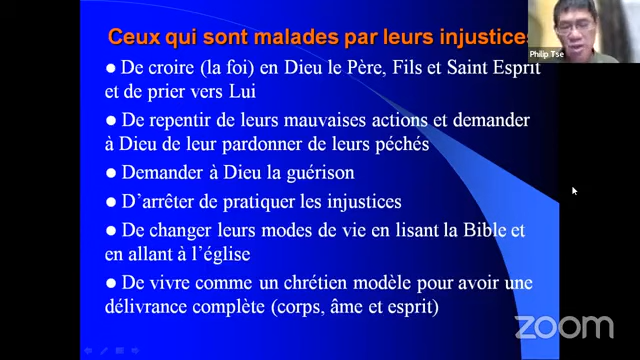 Ceux qui sont malades par leurs injustices
Philip Tse
● De croire (la foi) en Dieu le Père, Fils et Saint Esprit
et de prier vers Lui
● De repentir de leurs mauvaises actions et demander
à Dieu de leur pardonner de leurs péchés
● Demander à Dieu la guérison
● D'arrêter de pratiquer les injustices
● De changer leurs modes de vie en lisant la Bible et
en allant à l'église
● De vivre comme un chrétien modèle pour avoir une
délivrance complète (corps, âme et esprit)
zoom